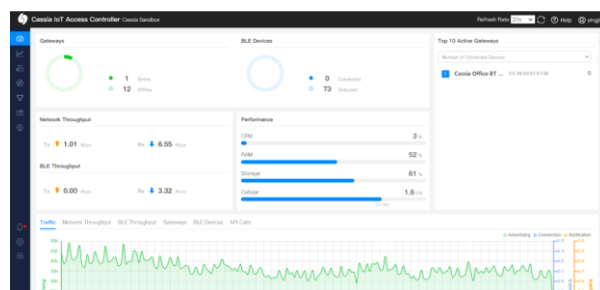 Cassia IoT Access Controller Cassia Sandbox
Refresh Rate
Help
Gateways
1 Online
12 Offline
BLE Devices
0 Connected
73 Detected
Top 10 Active Gateways
Number of Connected Devices
1 Cassia Office BT ... 0
Network Throughput
Tx 1.01 Kbps
Rx 6.55 Kbps
BLE Throughput
Tx 0.00 Kbps
Rx 3.32 Kbps
Performance
CPU 3 %
RAM 52 %
Storage 61 %
Cellular 1.6 GB
Traffic Network Throughput BLE Throughput Gateways BLE Devices API Calls
Advertising Connection Notification